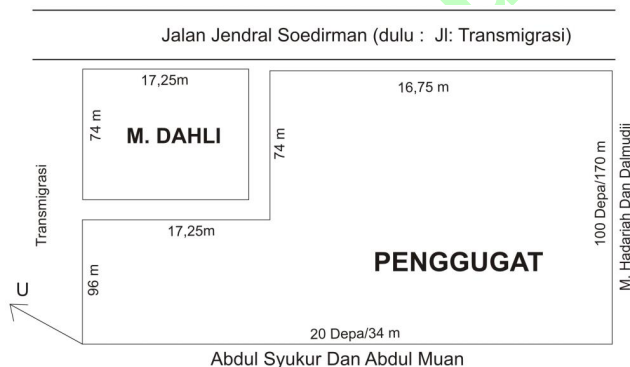 Jalan Jendral Soedirman (dulu : Jl: Transmigrasi)
17,25m
16,75 m
74 m
M. DAHLI
74 m
Transmigrasi
100 Depa/170 m
M. Hadariah Dan Dalmudii
17,25m
96 m
PENGGUGAT
U
20 Depa/34 m
Abdul Syukur Dan Abdul Muan